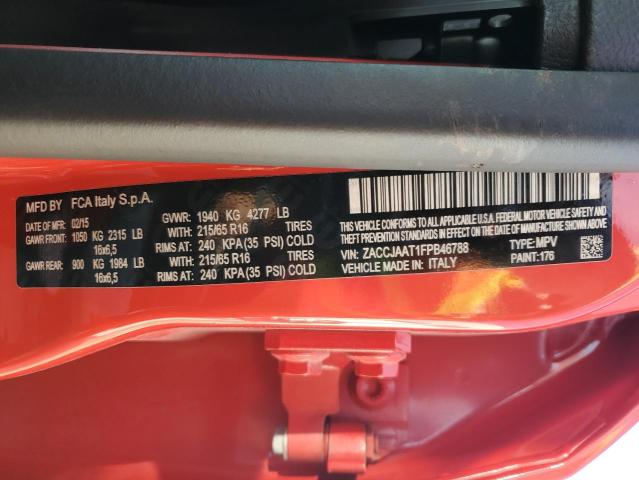 MFD BY FCA Italy S.p.A.
DATE OF MFR: 02/15 GVWR: 1940 KG 4277 LB
GAWR FRONT: 1050 KG 2315 LB WITH: 215/65 R16 TIRES
16x6,5 RIMS AT: 240 KPA(35 PSI) COLD
GAWR REAR: 900 KG 1984 LB WITH: 215/65 R16 TIRES
16x6,5 RIMS AT: 240 KPA(35 PSI) COLD
THIS VEHICLE CONFORMS TO ALL APPLICABLE U.S.A. FEDERAL MOTOR
VEHICLE SAFETY, BUMPER, AND THEFT PREVENTION STANDARDS IN
EFFECT ON THE DATE OF MANUFACTURE SHOWN ABOVE.
VIN: ZACCJAAT1FPB46788 TYPE: MPV
VEHICLE MADE IN: ITALY PAINT: 176